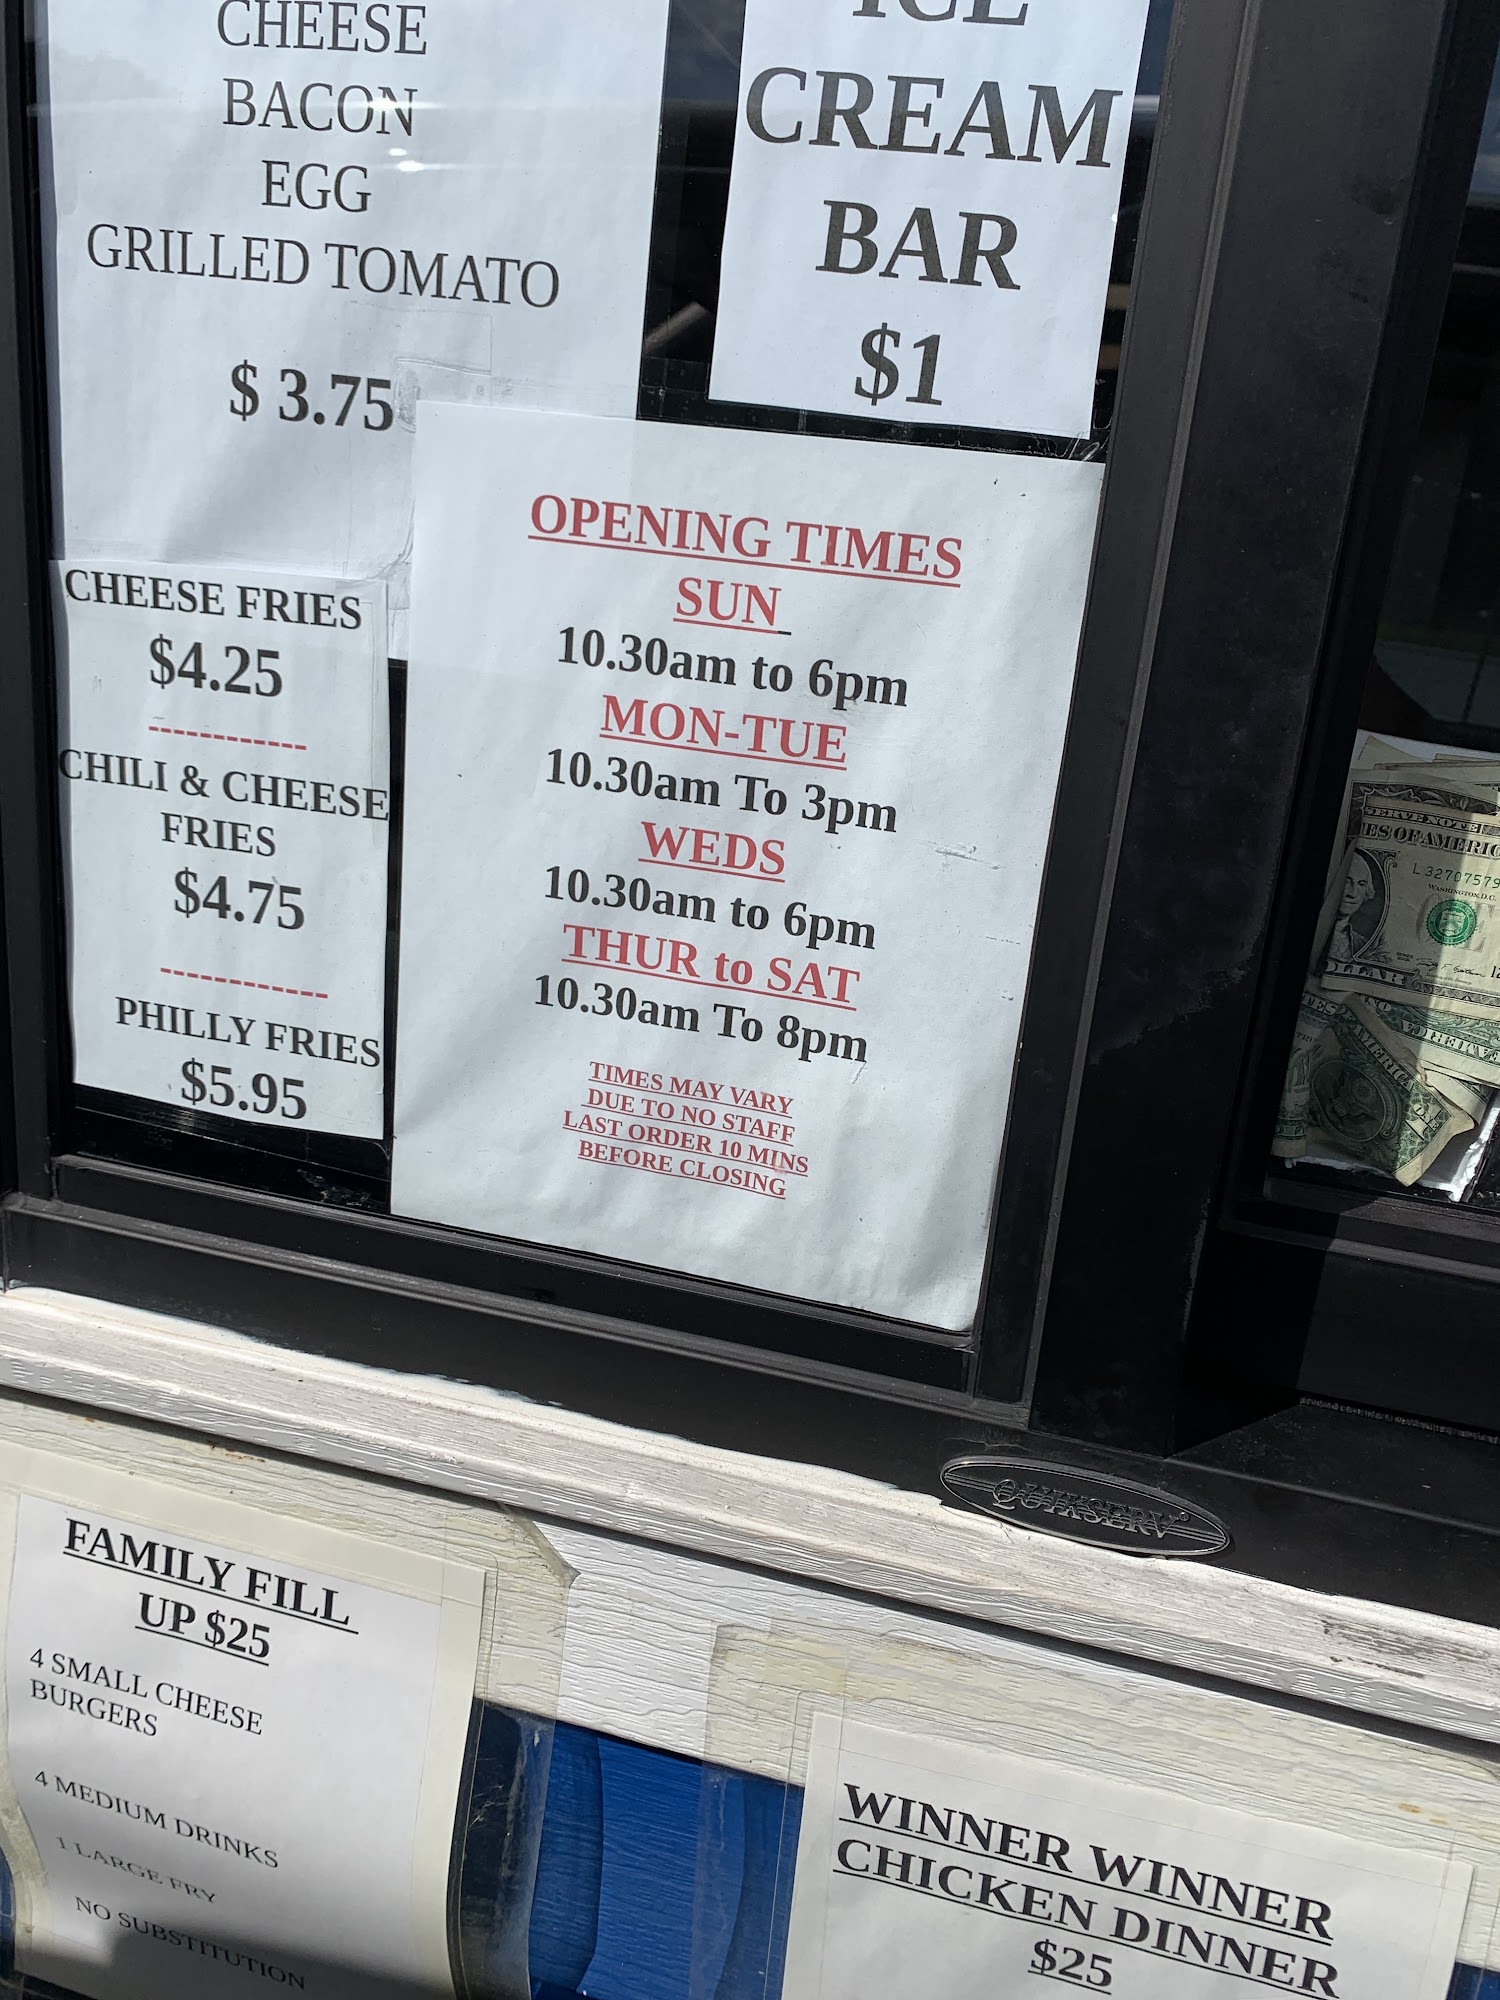 CHEESE
BACON
EGG
GRILLED TOMATO
$ 3.75
ICE
CREAM
BAR
$1
CHEESE FRIES
$4.25
------------
CHILI & CHEESE
FRIES
$4.75
------------
PHILLY FRIES
$5.95
OPENING TIMES
SUN
10.30am to 6pm
MON-TUE
10.30am To 3pm
WEDS
10.30am to 6pm
THUR to SAT
10.30am To 8pm
TIMES MAY VARY
DUE TO NO STAFF
LAST ORDER 10 MINS
BEFORE CLOSING
L 3270757
WASHINGTON, D.C.
QUIKSERV
FAMILY FILL
UP $25
4 SMALL CHEESE
BURGERS
4 MEDIUM DRINKS
1 LARGE FRY
NO SUBSTITUTION
WINNER WINNER
CHICKEN DINNER
$25